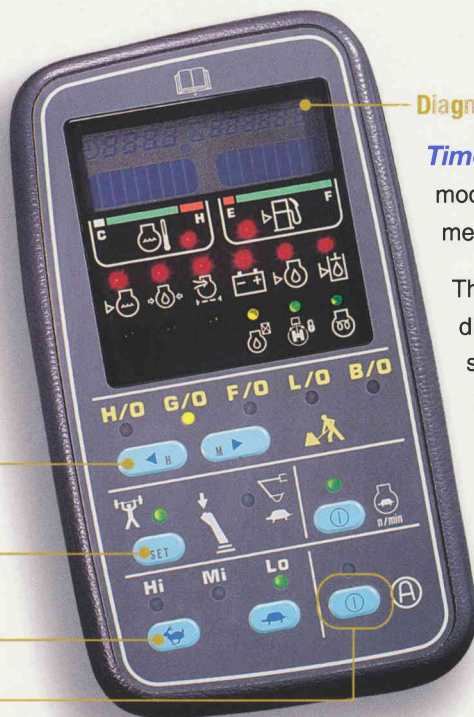 Diagn
Time
mod
me
Th
d
s
C H E F
H/O G/O F/O L/O B/O
H M
SET
n/min
Hi Mi Lo
A